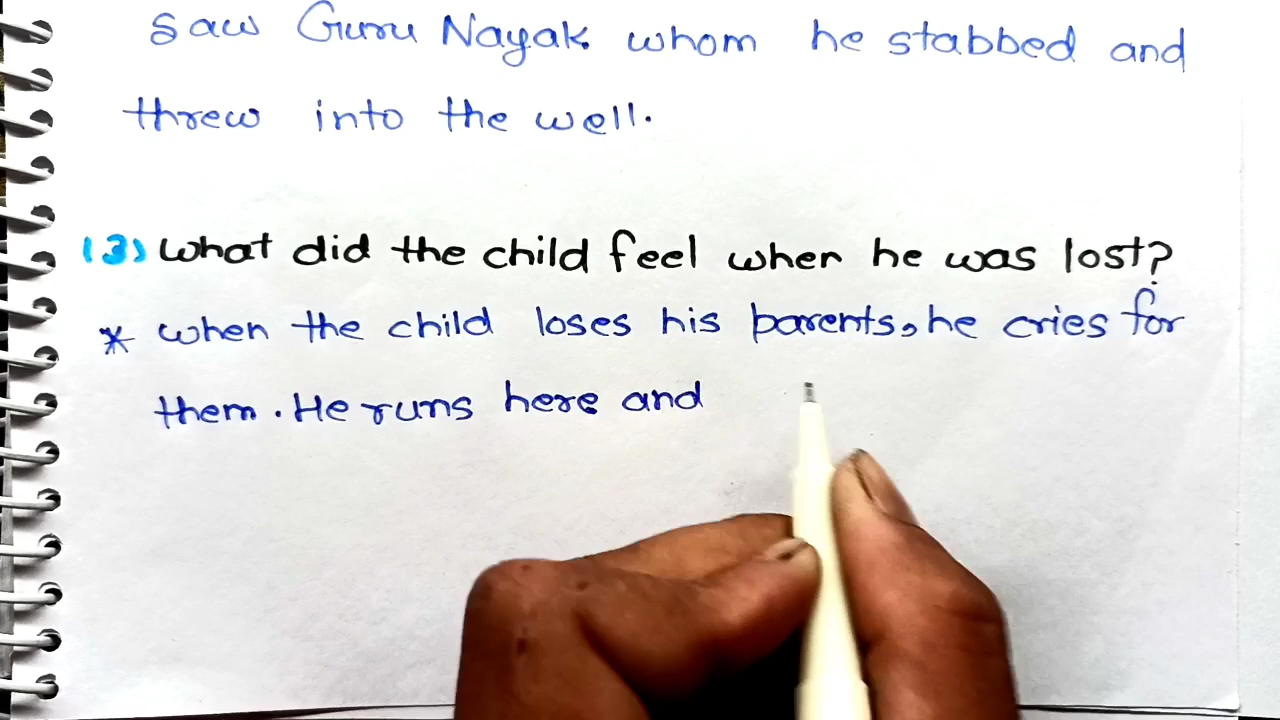 saw Guru Nayak whom he stabbed and
threw into the well.
(3) What did the child feel when he was lost?
* when the child loses his parents, he cries for
them. He runs here and